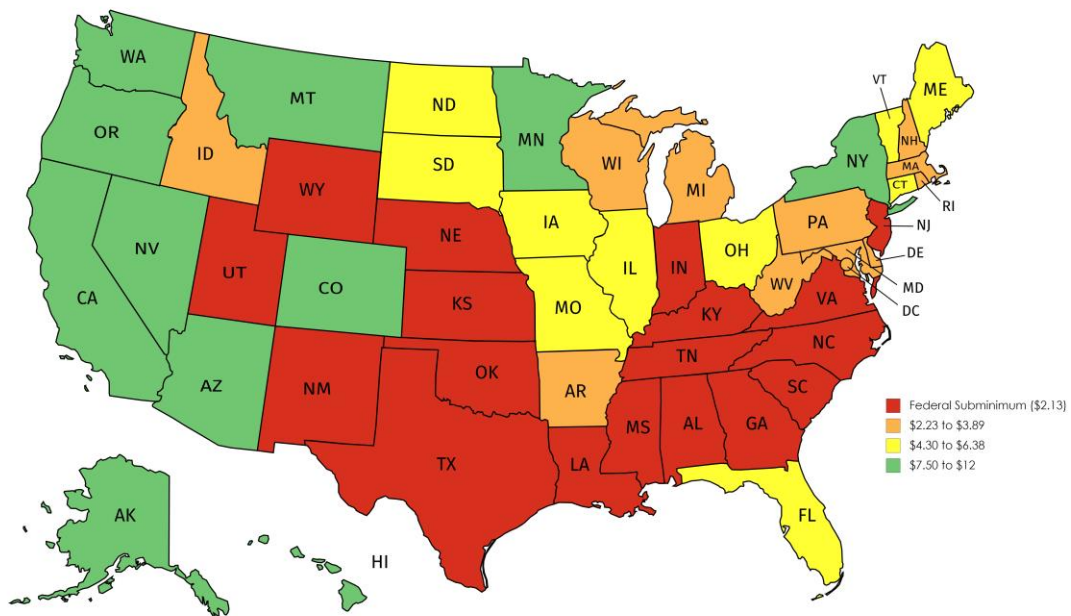 WA
MT
ND
MN
VT
ME
OR
ID
SD
WI
MI
NY
NH
MA
CT
RI
WY
NE
IA
PA
NJ
NV
UT
CO
IL
IN
OH
DE
CA
KS
MO
WV
VA
MD
DC
KY
AZ
NM
OK
AR
TN
NC
SC
MS
AL
GA
TX
LA
FL
AK
HI
Federal Subminimum ($2.13)
$2.23 to $3.89
$4.30 to $6.38
$7.50 to $12